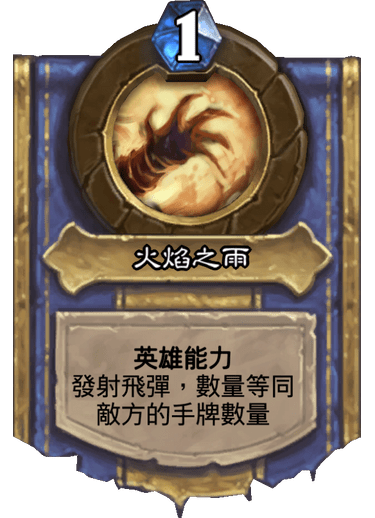 1
火焰之雨
英雄能力
發射飛彈，數量等同
敵方的手牌數量